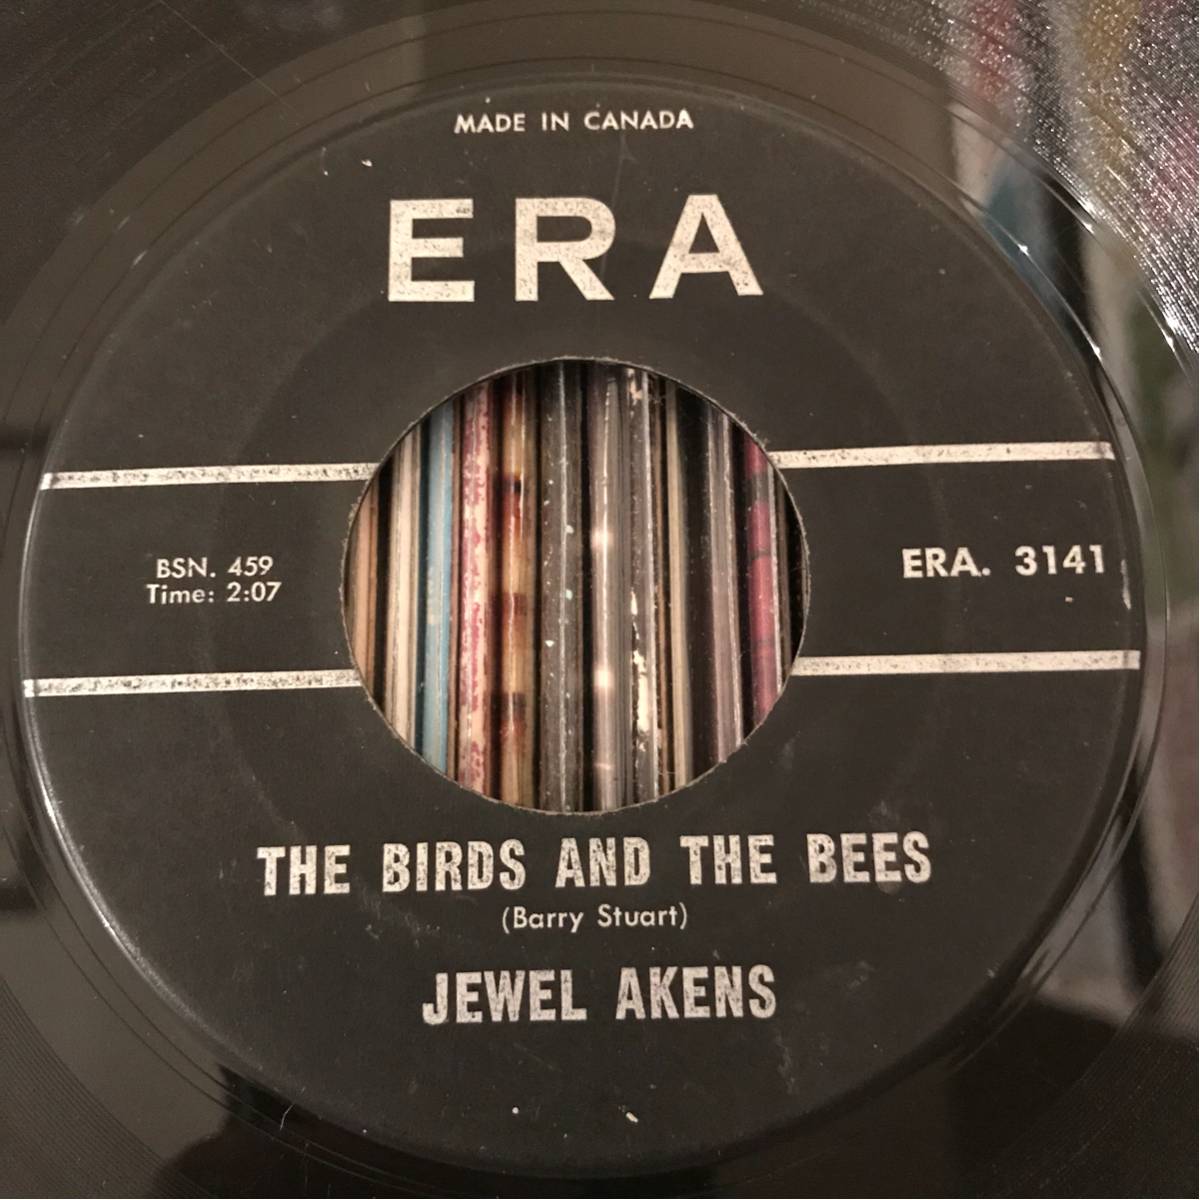 MADE IN CANADA
ERA
BSN. 459
Time: 2:07
ERA. 3141
THE BIRDS AND THE BEES
(Barry Stuart)
JEWEL AKENS